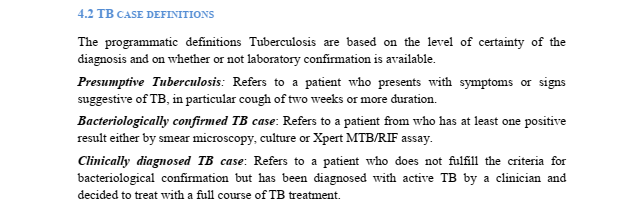 4.2 TB CASE DEFINITIONS
The programmatic definitions Tuberculosis are based on the level of certainty of the
diagnosis and on whether or not laboratory confirmation is available.
Presumptive Tuberculosis: Refers to a patient who presents with symptoms or signs
suggestive of TB, in particular cough of two weeks or more duration.
Bacteriologically confirmed TB case: Refers to a patient from who has at least one positive
result either by smear microscopy, culture or Xpert MTB/RIF assay.
Clinically diagnosed TB case: Refers to a patient who does not fulfill the criteria for
bacteriological confirmation but has been diagnosed with active TB by a clinician and
decided to treat with a full course of TB treatment.